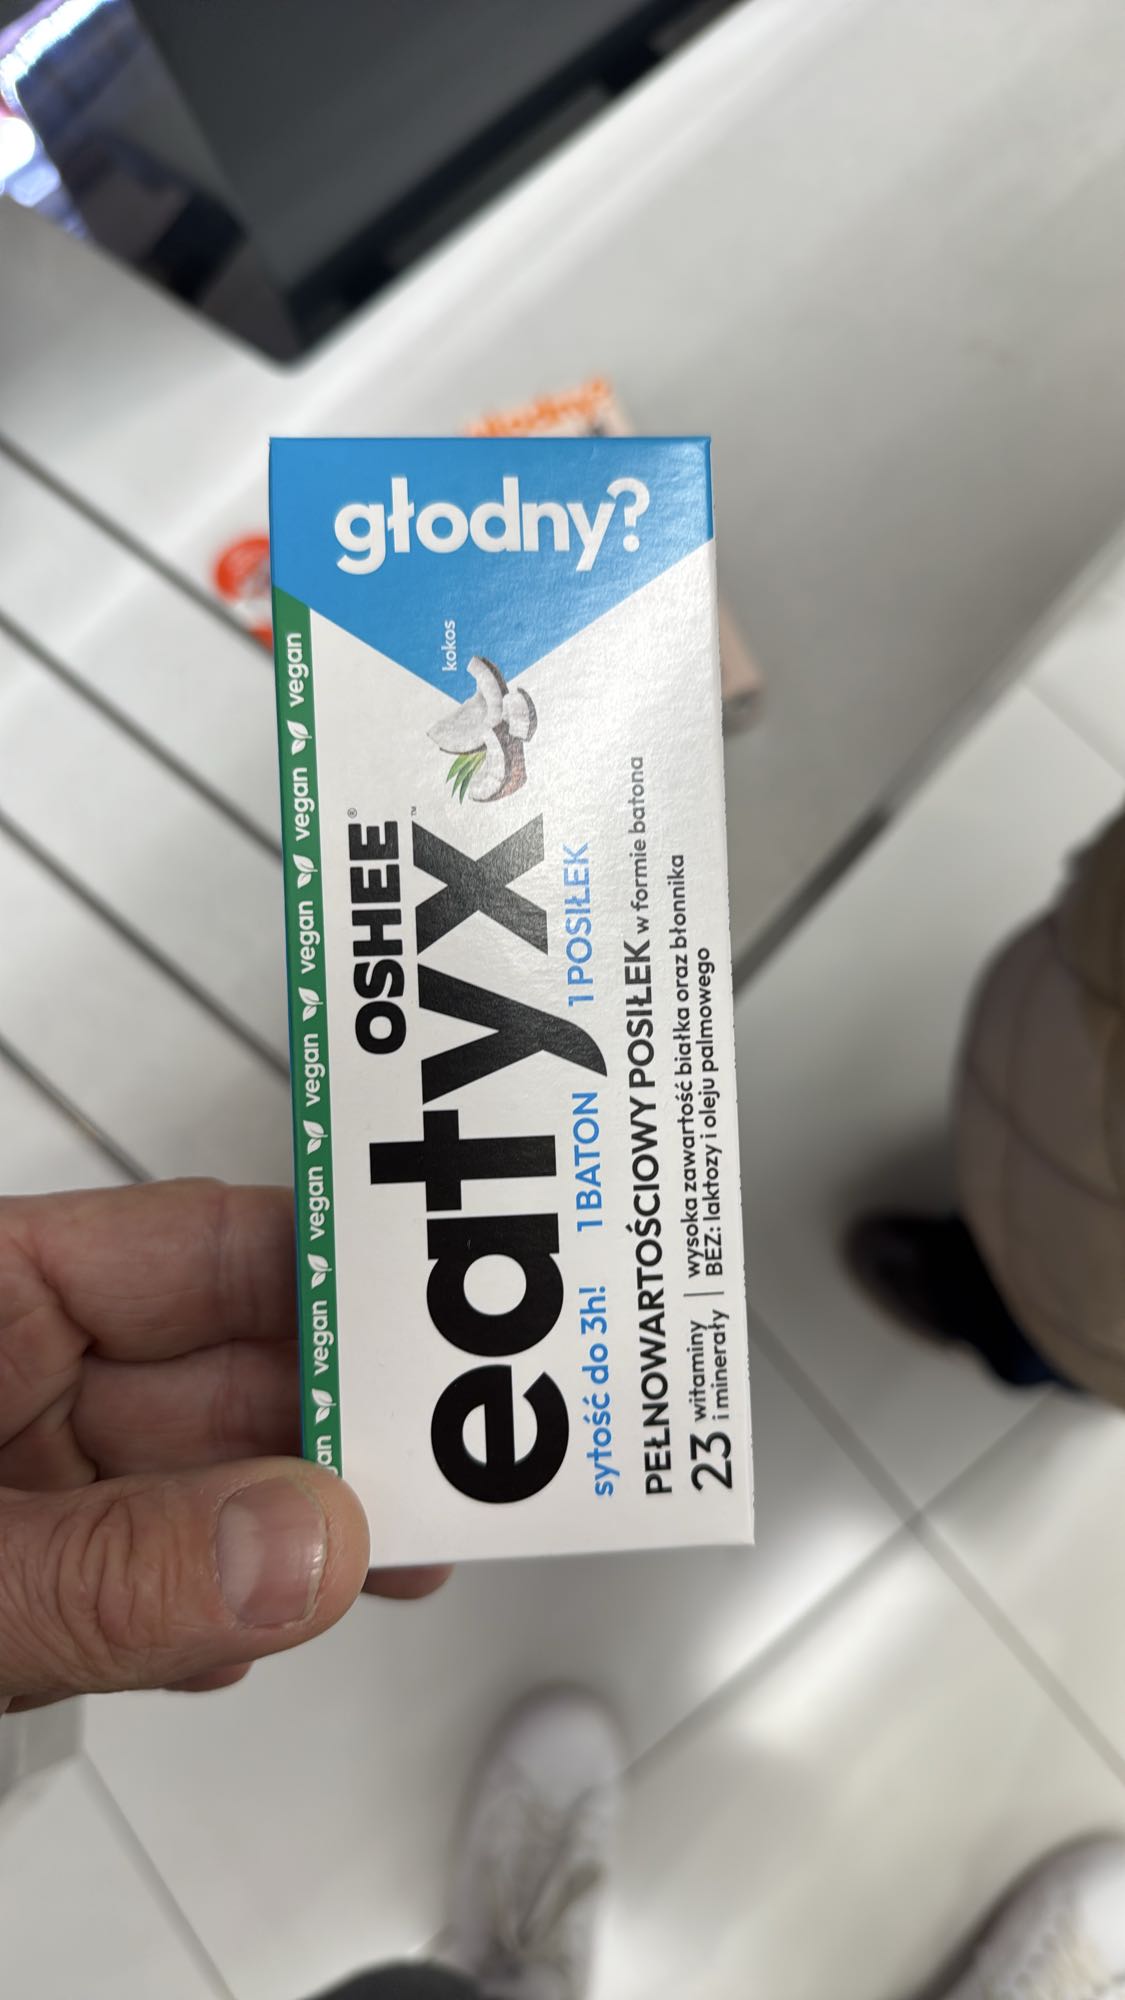 vegan vegan vegan vegan vegan vegan vegan
OSHEE®
eatyx™
kokos
głodny?
sytość do 3h! 1 BATON 1 POSIŁEK
PEŁNOWARTOŚCIOWY POSIŁEK w formie batona
23 witaminy i minerały
wysoka zawartość białka oraz błonnika
BEZ: laktozy i oleju palmowego